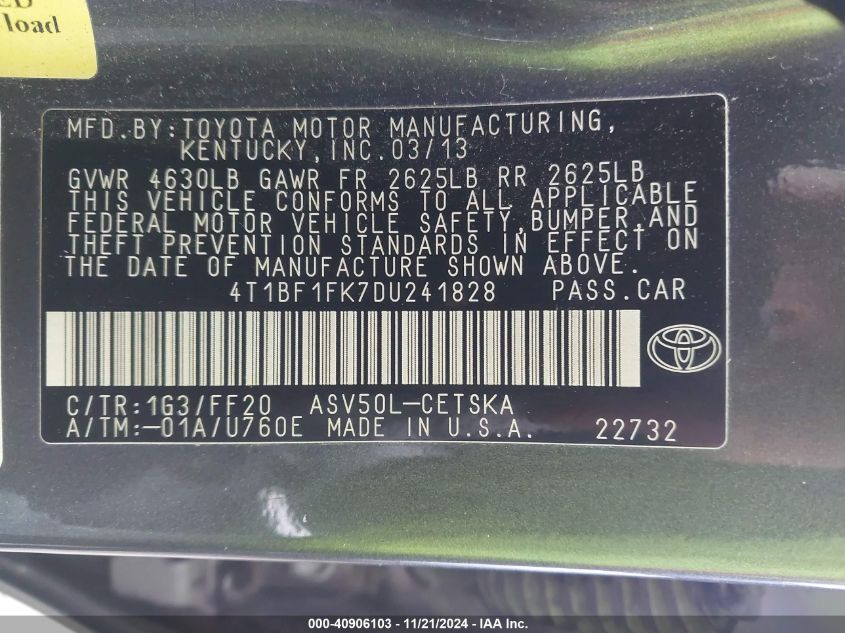 load
MFD.BY:TOYOTA MOTOR MANUFACTURING,
KENTUCKY,INC.03/13
GVWR 4630LB GAWR FR 2625LB RR 2625LB
THIS VEHICLE CONFORMS TO ALL APPLICABLE
FEDERAL MOTOR VEHICLE SAFETY,BUMPER,AND
THEFT PREVENTION STANDARDS IN EFFECT ON
THE DATE OF MANUFACTURE SHOWN ABOVE.
4T1BF1FK7DU241828 PASS.CAR
C/TR:1G3/FF20 ASV50L-CETSKA
A/TM:-01A/U760E MADE IN U.S.A. 22732
000-40906103 - 11/21/2024 - IAA Inc.